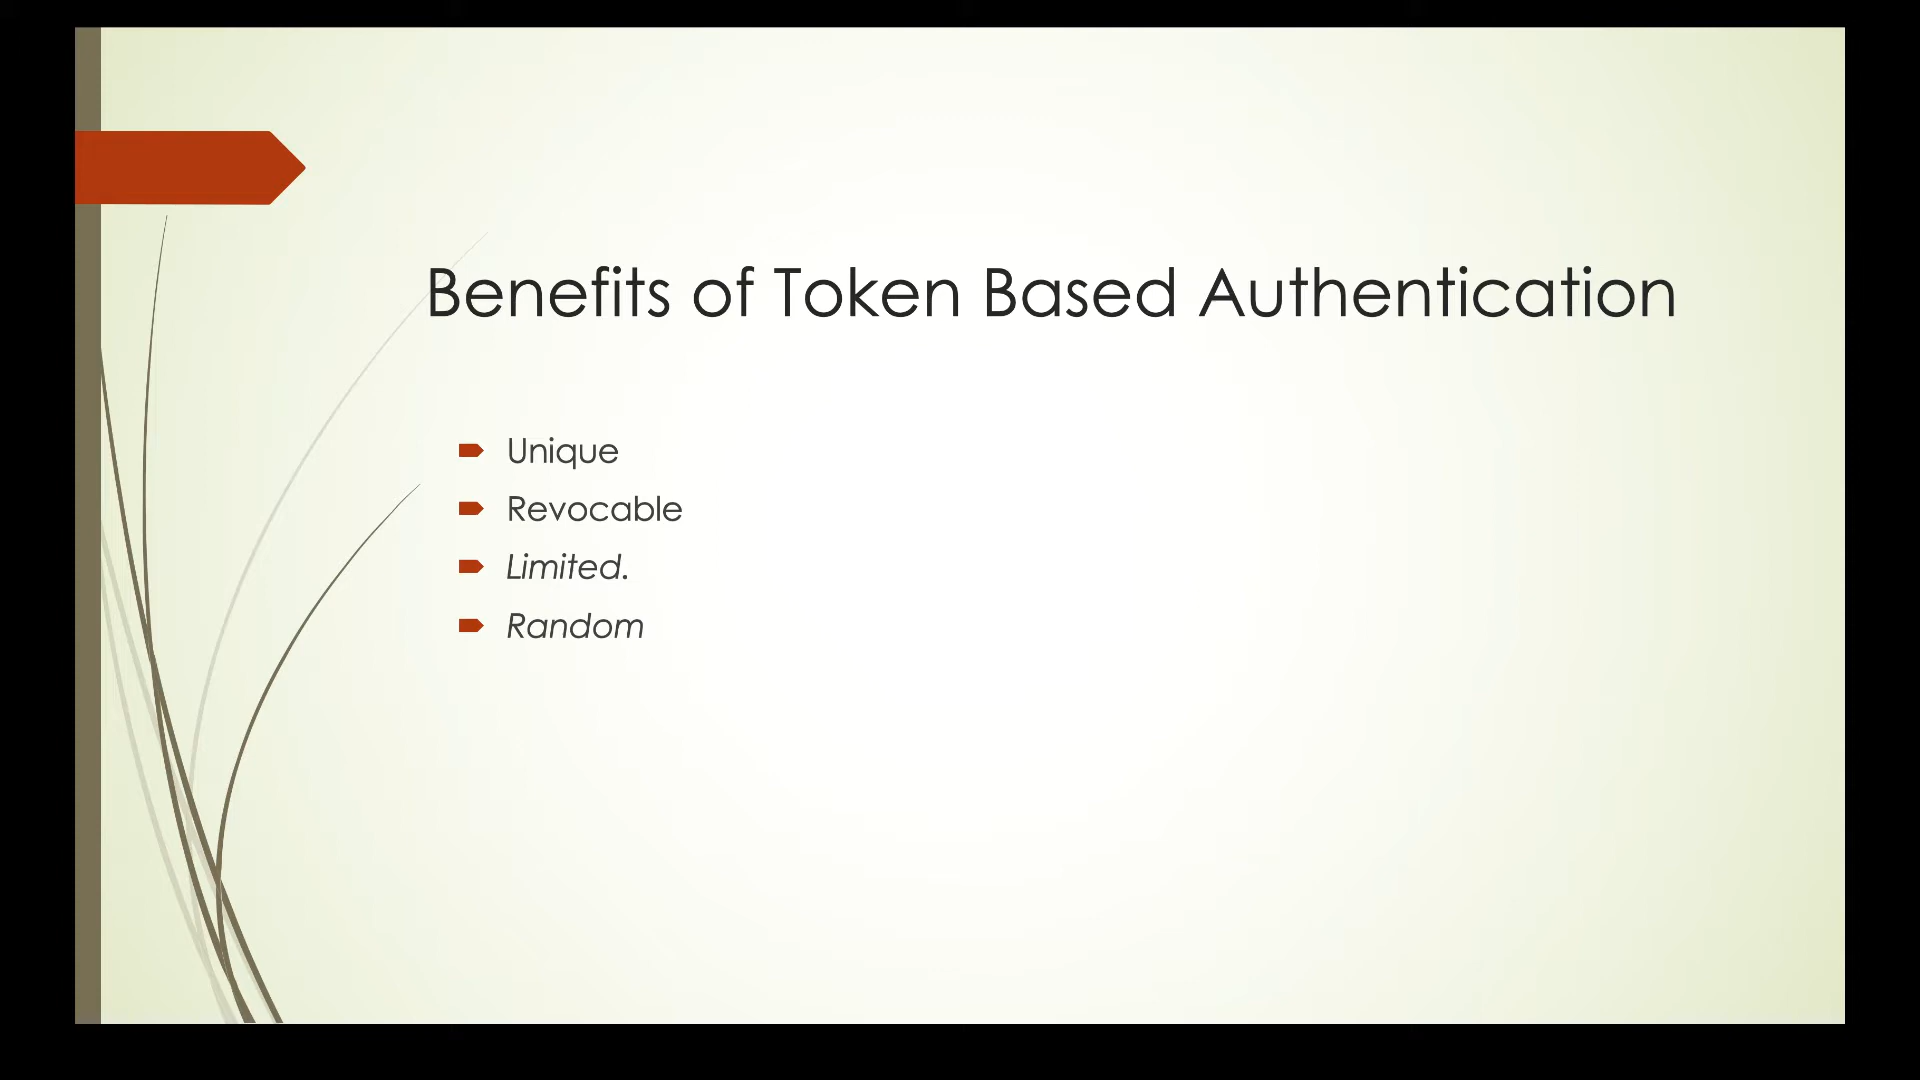 Benefits of Token Based Authentication
Unique
Revocable
Limited.
Random